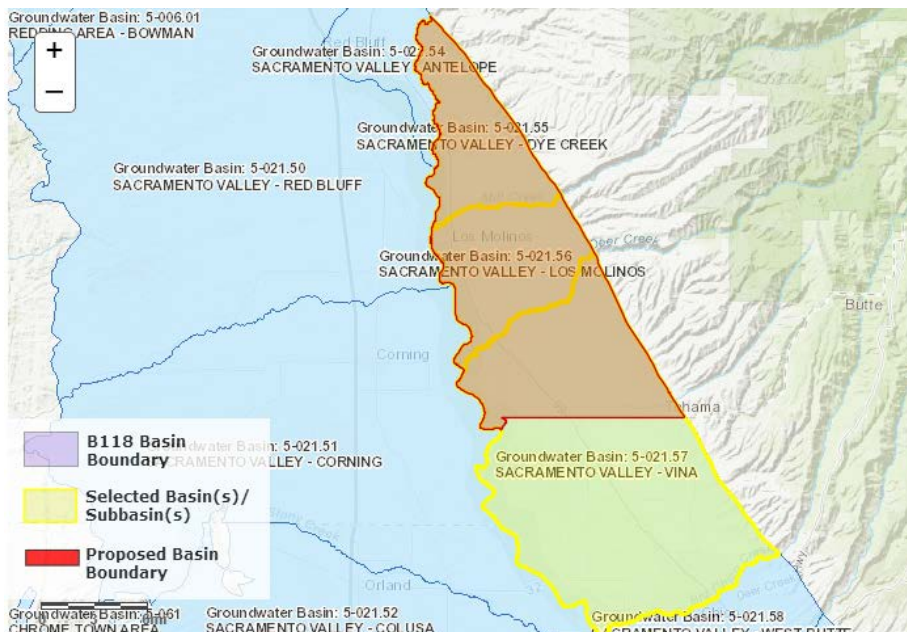 Groundwater Basin: 5-006.01
REDDING AREA - BOWMAN
+
−
Red Bluff
Groundwater Basin: 5-021.54
SACRAMENTO VALLEY - ANTELOPE
Groundwater Basin: 5-021.55
SACRAMENTO VALLEY - DYE CREEK
Groundwater Basin: 5-021.50
SACRAMENTO VALLEY - RED BLUFF
Mill Creek
Los Molinos
Deer Creek
Groundwater Basin: 5-021.56
SACRAMENTO VALLEY - LOS MOLINOS
Butte
Corning
Tehama
B118 Basin
Boundary
Groundwater Basin: 5-021.51
SACRAMENTO VALLEY - CORNING
Groundwater Basin: 5-021.57
SACRAMENTO VALLEY - VINA
Selected Basin(s)/
Subbasin(s)
Stony Creek
Proposed Basin
Boundary
Orland
32
Hwy
Groundwater Basin: 5-061
CHROME TOWN AREA
Groundwater Basin: 5-021.52
SACRAMENTO VALLEY - COLUSA
Groundwater Basin: 5-021.58
SACRAMENTO VALLEY - WEST BUTTE